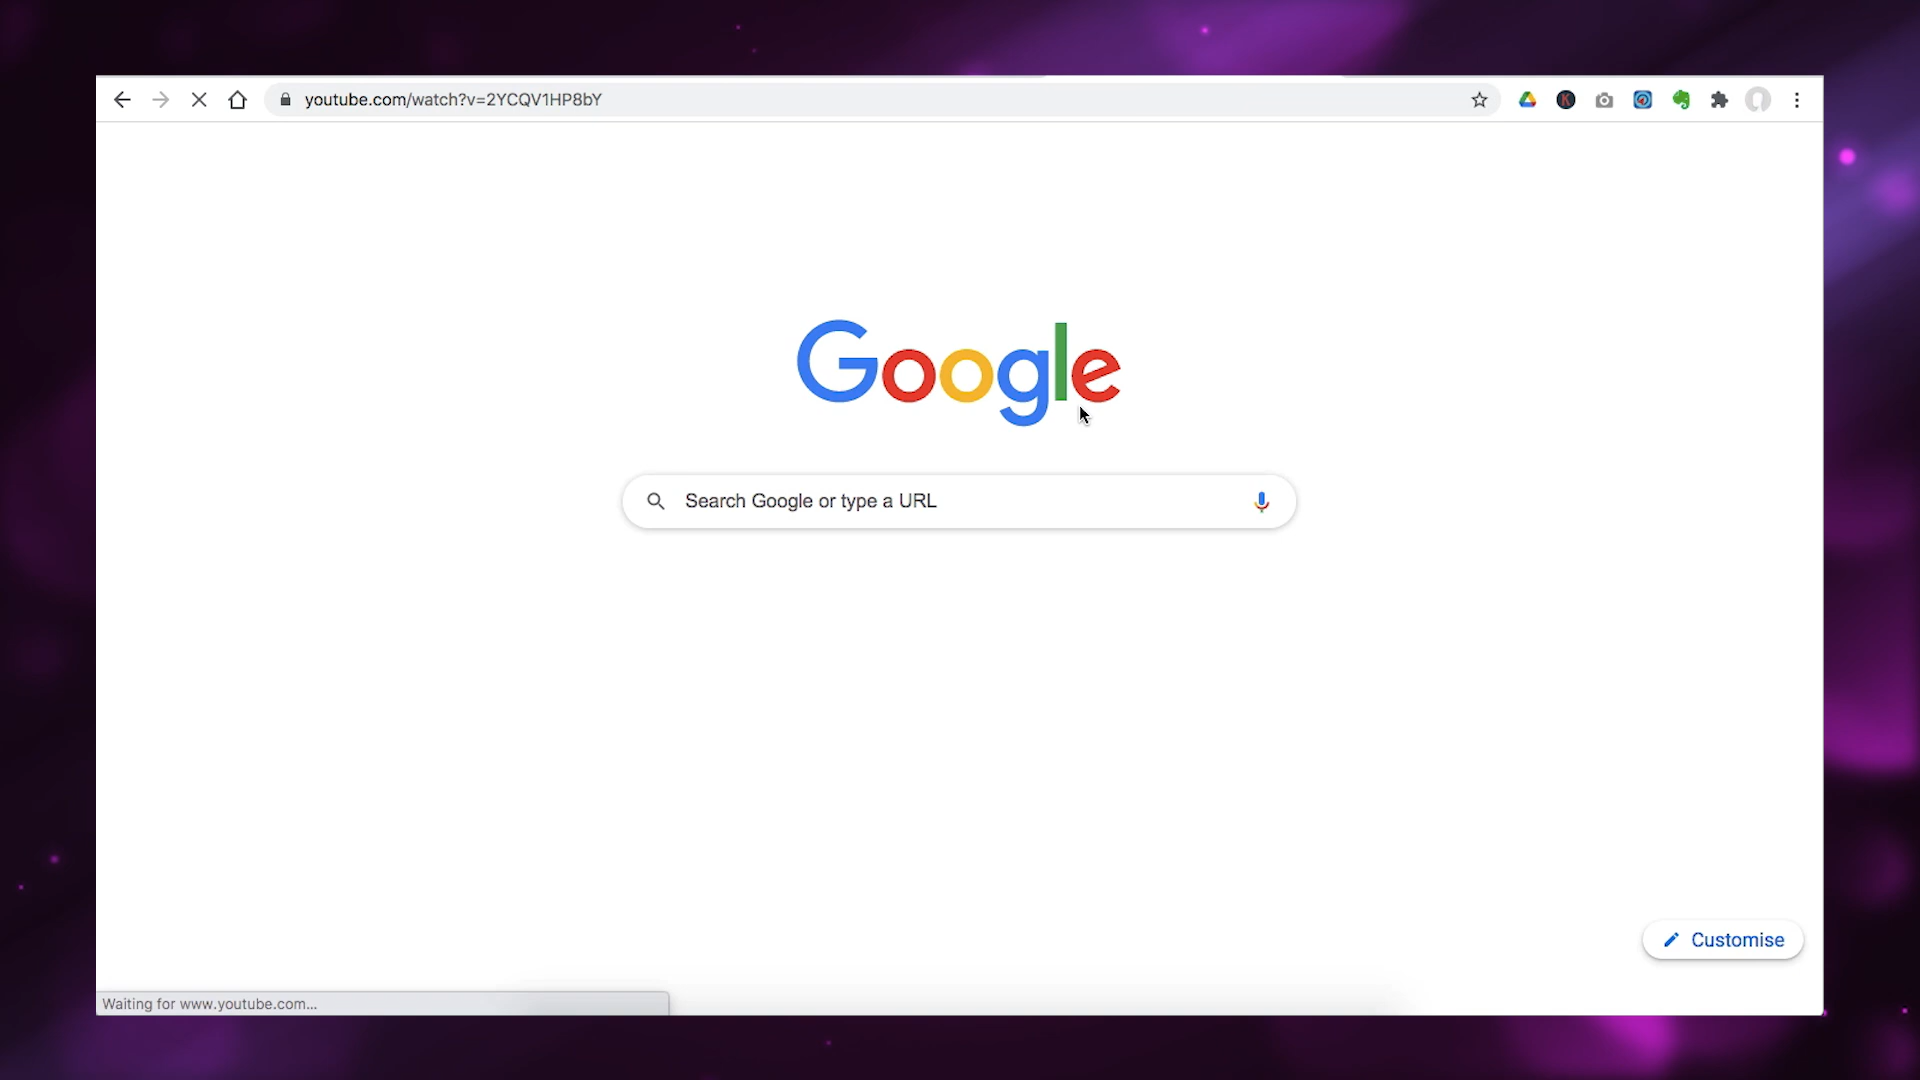 youtube.com/watch?v=2YCQV1HP8bY
Google
Search Google or type a URL
Customise
Waiting for www.youtube.com...